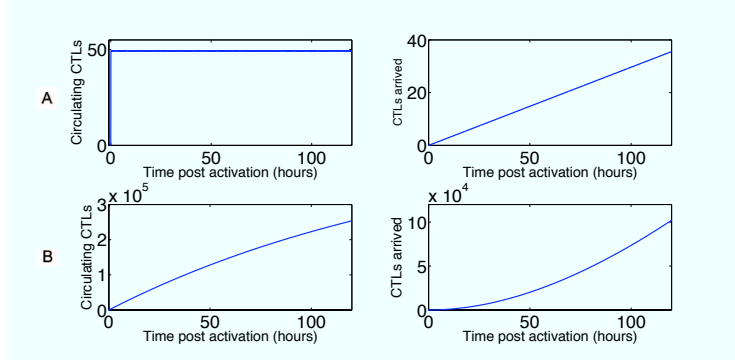 A
Circulating CTLs
50
0
0 50 100
Time post activation (hours)
CTLs arrived
40
20
0
0 50 100
Time post activation (hours)
B
Circulating CTLs
x 10^5
3
2
1
0
0 50 100
Time post activation (hours)
CTLs arrived
x 10^4
10
5
0
0 50 100
Time post activation (hours)